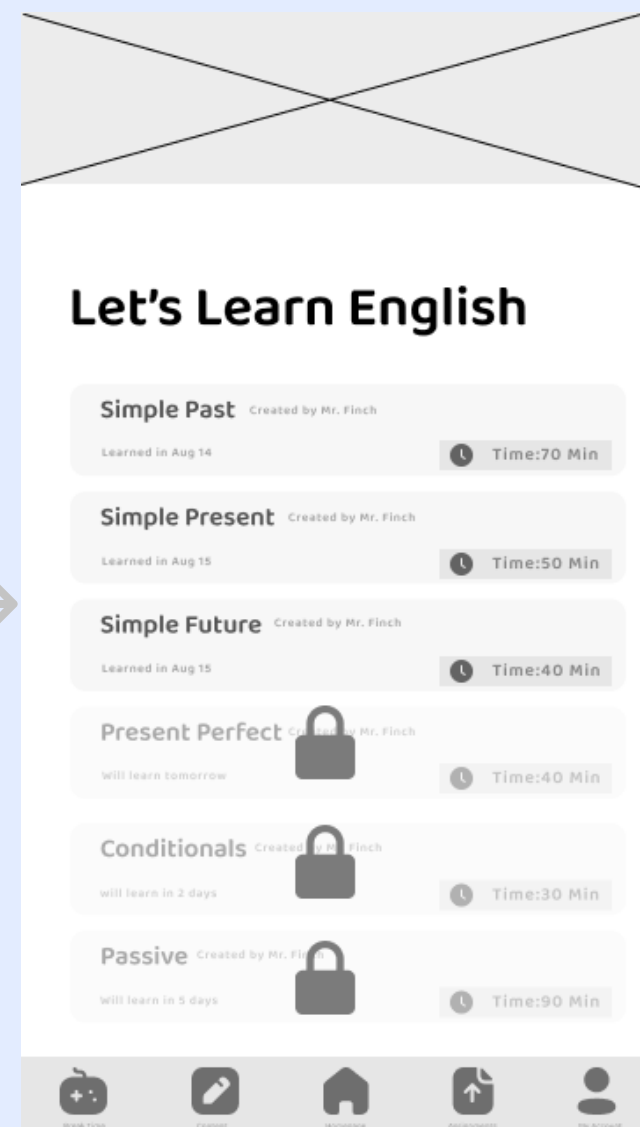 Let's Learn English
Simple Past Created by Mr. Finch
Learned in Aug 14
Time:70 Min
Simple Present Created by Mr. Finch
Learned in Aug 15
Time:50 Min
Simple Future Created by Mr. Finch
Learned in Aug 15
Time:40 Min
Present Perfect Mr. Finch
Will learn tomorrow
Time:40 Min
Conditionals Created Finch
will learn in 2 days
Time:30 Min
Passive Created by Mr. Finch
Will learn in 5 days
Time:90 Min